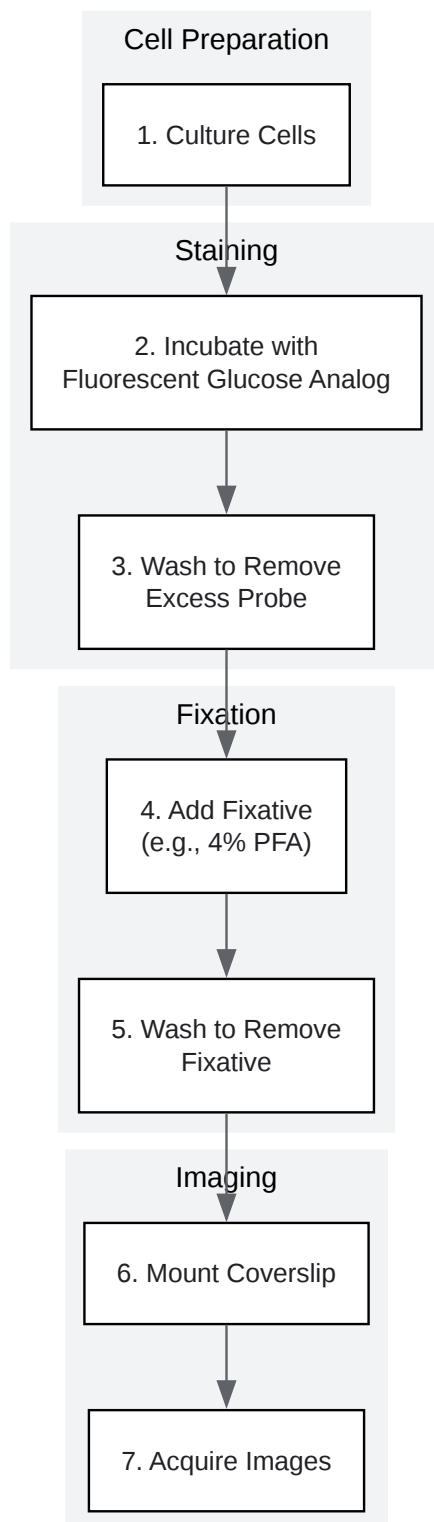 Cell Preparation
1. Culture Cells
Staining
2. Incubate with
Fluorescent Glucose Analog
3. Wash to Remove
Excess Probe
Fixation
4. Add Fixative
(e.g., 4% PFA)
5. Wash to Remove
Fixative
Imaging
6. Mount Coverslip
7. Acquire Images